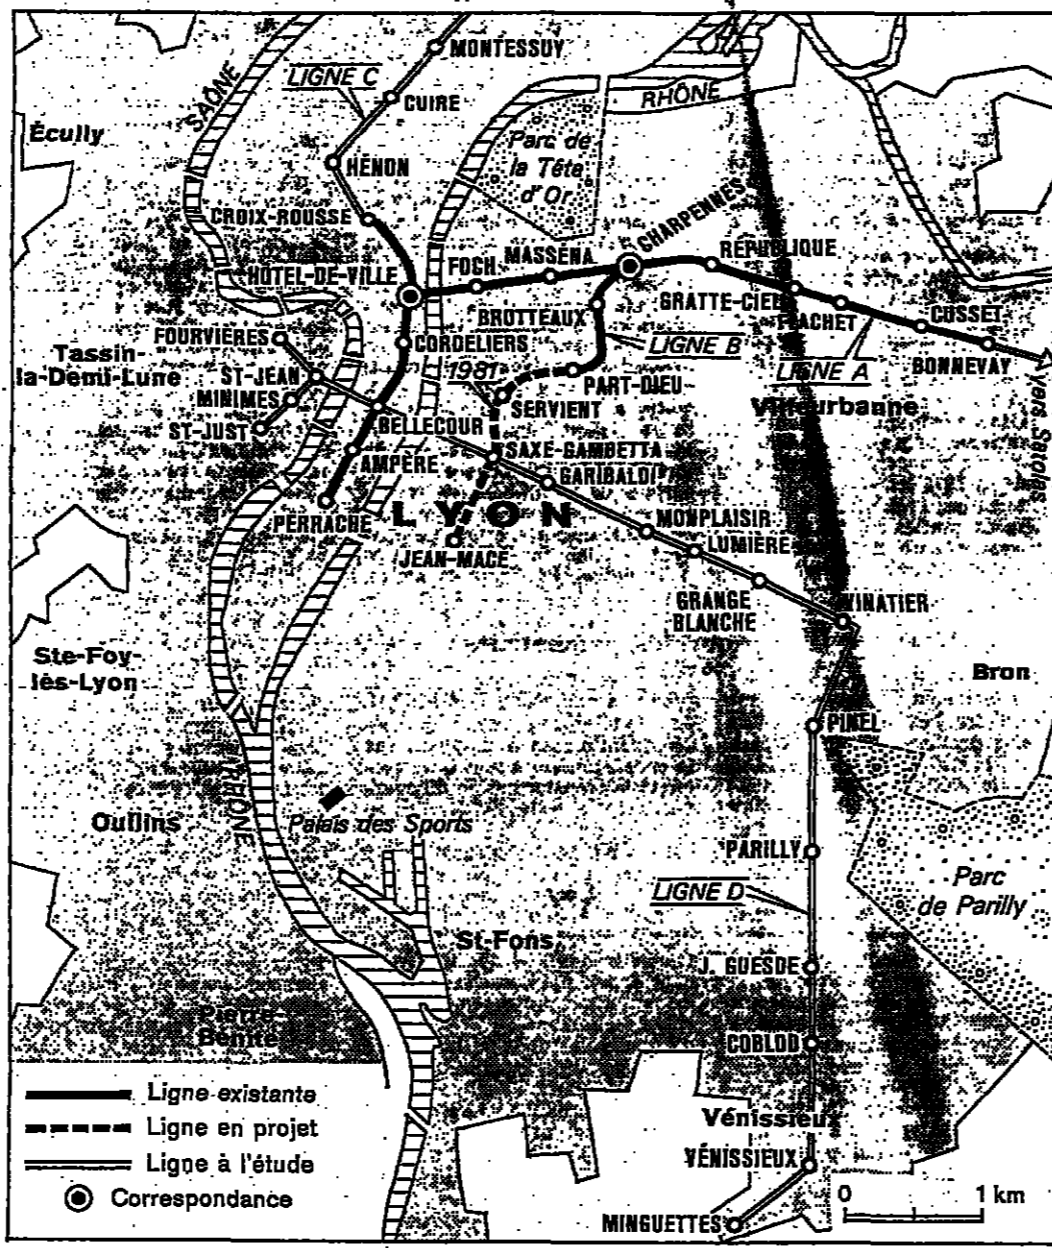 MONTESSUY
LIGNE C
SAÔNE
CUIRE
RHÔNE
Écully
Parc de
la Tête
d'Or
HÉNON
CROIX-ROUSSE
CHARPENNES
MASSÉNA
RÉPUBLIQUE
FOCH
HÔTEL-DE-VILLE
GRATTE-CIEL
FLACHET
CUSSET
BROTTEAUX
FOURVIÈRES
CORDELIERS
LIGNE B
BONNEVAY
Tassin-
la-Demi-Lune
1981
LIGNE A
vers Satolas
ST-JEAN
PART-DIEU
MINIMES
SERVIENT
Villeurbanne
ST-JUST
BELLECOUR
AMPÈRE
SAXE-GAMBETTA
GARIBALDI
PERRACHE
LYON
MONPLAISIR
JEAN-MACÉ
LUMIÈRE
GRANGE
BLANCHE
VINATIER
Ste-Foy-
lès-Lyon
Bron
PINEL
RHÔNE
Oullins
Palais des Sports
PARILLY
LIGNE D
Parc
de Parilly
St-Fons
J. GUESDE
Pierre-
Bénite
COBLOD
Ligne existante
Ligne en projet
Vénissieux
Ligne à l'étude
VÉNISSIEUX
Correspondance
0 1 km
MINGUETTES